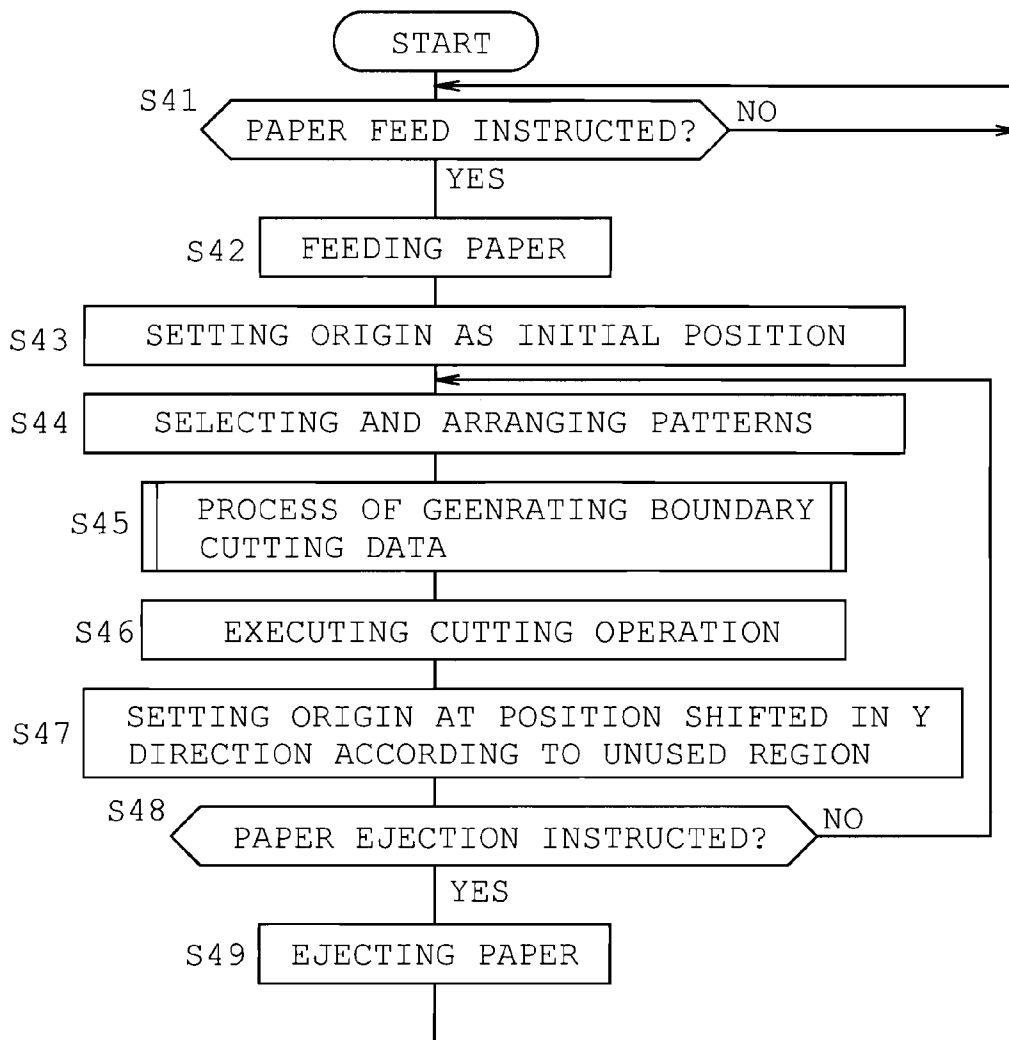 START
S41
PAPER FEED INSTRUCTED?
NO
YES
S42
FEEDING PAPER
S43
SETTING ORIGIN AS INITIAL POSITION
S44
SELECTING AND ARRANGING PATTERNS
S45
PROCESS OF GEENRATING BOUNDARY
CUTTING DATA
S46
EXECUTING CUTTING OPERATION
S47
SETTING ORIGIN AT POSITION SHIFTED IN Y
DIRECTION ACCORDING TO UNUSED REGION
S48
PAPER EJECTION INSTRUCTED?
NO
YES
S49
EJECTING PAPER